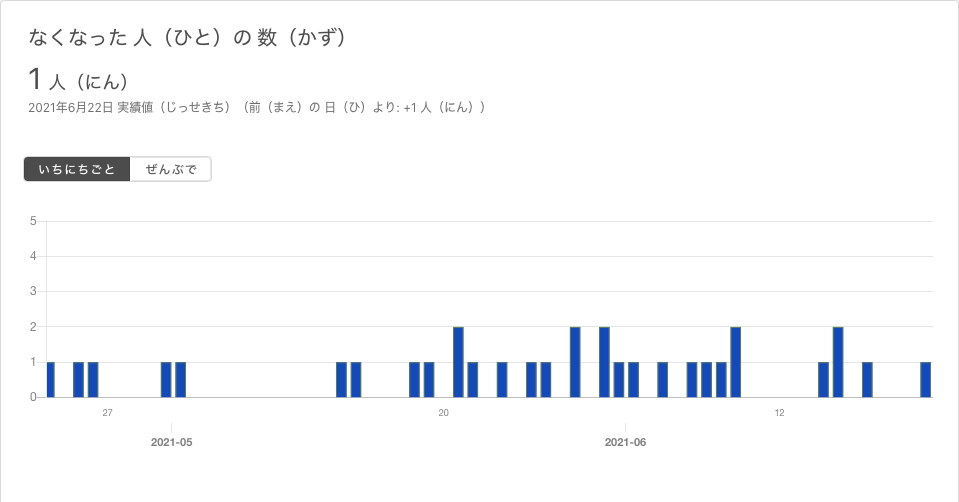 なくなった 人（ひと）の 数（かず）
1 人（にん）
2021年6月22日 実績値（じっせきち）（前（まえ）の 日（ひ）より: +1 人（にん））
いちにちごと ぜんぶで
5
4
3
2
1
0
27 20 12
2021-05 2021-06